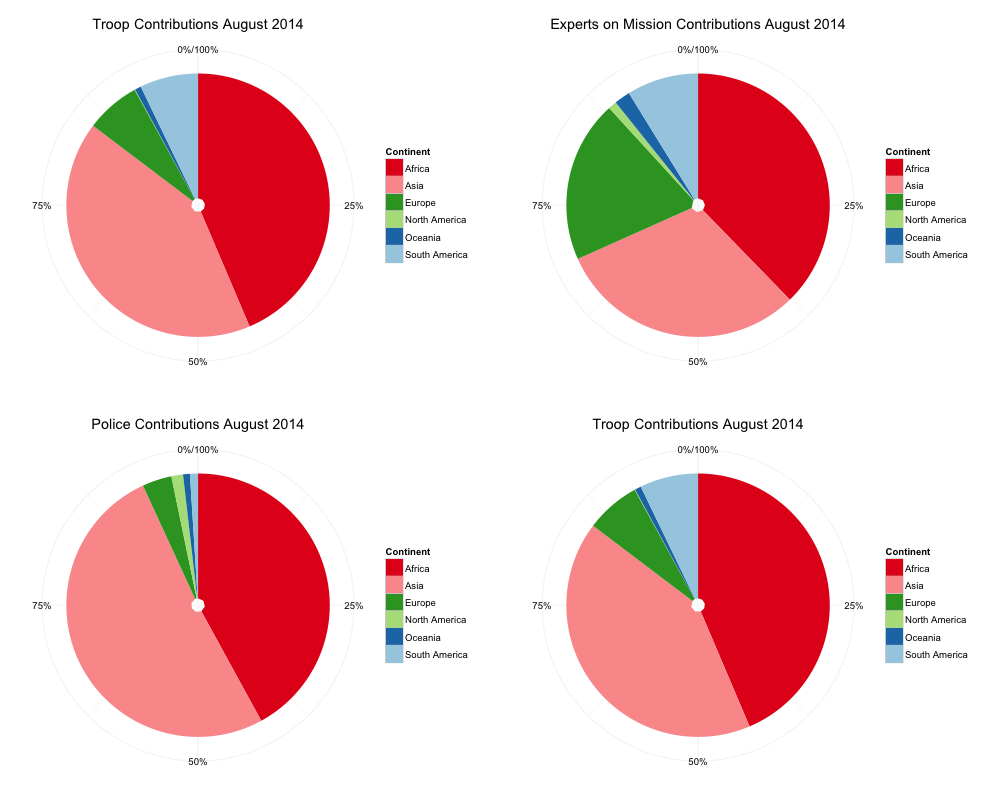 Troop Contributions August 2014
0%/100%
25%
50%
75%
Continent
Africa
Asia
Europe
North America
Oceania
South America
Experts on Mission Contributions August 2014
0%/100%
25%
50%
75%
Continent
Africa
Asia
Europe
North America
Oceania
South America
Police Contributions August 2014
0%/100%
25%
50%
75%
Continent
Africa
Asia
Europe
North America
Oceania
South America
Troop Contributions August 2014
0%/100%
25%
50%
75%
Continent
Africa
Asia
Europe
North America
Oceania
South America